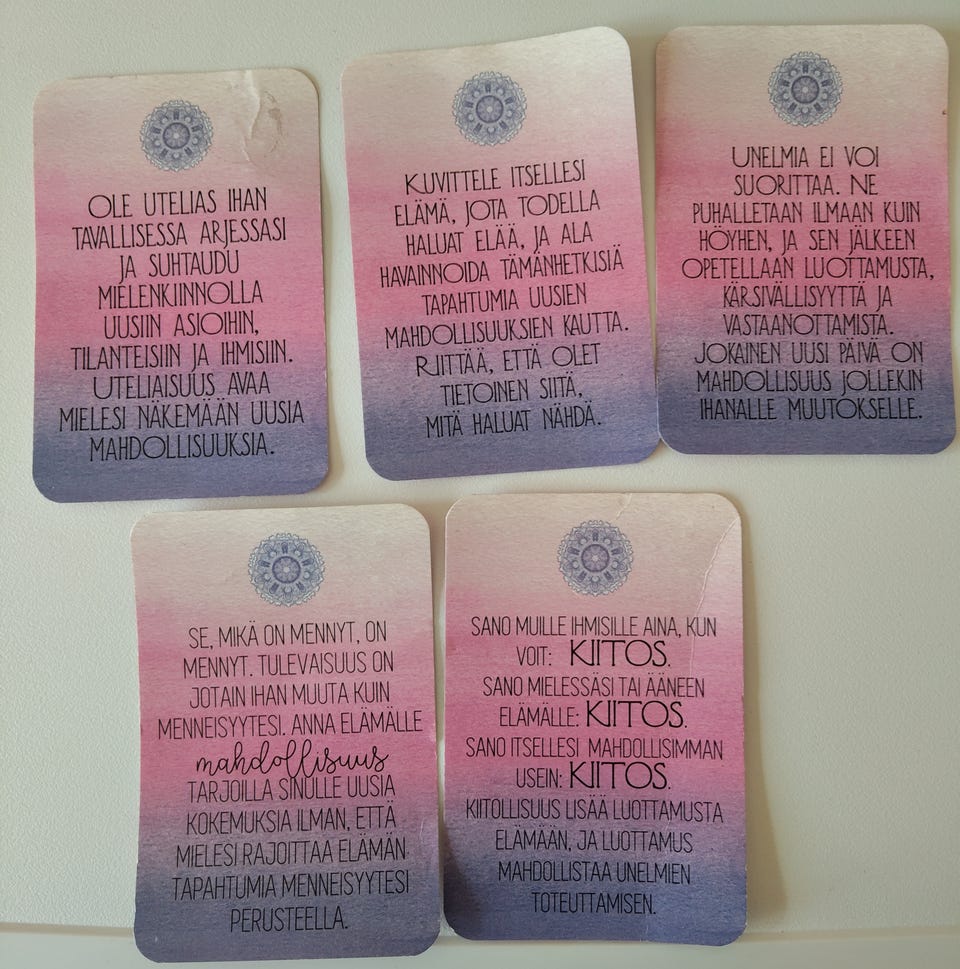 OLE UTELIAS IHAN
TAVALLISESSA ARJESSASI
JA SUHTAUDU
MIELENKIINNOLLA
UUSIIN ASIOIHIN,
TILANTEISIIN JA IHMISIIN.
UTELIAISUUS AVAA
MIELESI NÄKEMÄÄN UUSIA
MAHDOLLISUUKSIA.
KUVITTELE ITSELLESI
ELÄMÄ, JOTA TODELLA
HALUAT ELÄÄ, JA ALA
HAVAINNOIDA TÄMÄNHETKISIÄ
TAPAHTUMIA UUSIEN
MAHDOLLISUUKSIEN KAUTTA.
RIITTÄÄ, ETTÄ OLET
TIETOINEN SIITÄ,
MITÄ HALUAT NÄHDÄ.
UNELMIA EI VOI
SUORITTAA. NE
PUHALLETAAN ILMAAN KUIN
HÖYHEN, JA SEN JÄLKEEN
OPETELLAAN LUOTTAMUSTA,
KÄRSIVÄLLISYYTTÄ JA
VASTAANOTTAMISTA.
JOKAINEN UUSI PÄIVÄ ON
MAHDOLLISUUS JOLLEKIN
IHANALLE MUUTOKSELLE.
SE, MIKÄ ON MENNYT, ON
MENNYT. TULEVAISUUS ON
JOTAIN IHAN MUUTA KUIN
MENNEISYYTESI. ANNA ELÄMÄLLE
mahdollisuus
TARJOILLA SINULLE UUSIA
KOKEMUKSIA ILMAN, ETTÄ
MIELESI RAJOITTAA ELÄMÄN
TAPAHTUMIA MENNEISYYTESI
PERUSTEELLA.
SANO MUILLE IHMISILLE AINA, KUN
VOIT: KIITOS.
SANO MIELESSÄSI TAI ÄÄNEEN
ELÄMÄLLE: KIITOS.
SANO ITSELLESI MAHDOLLISIMMAN
USEIN: KIITOS.
KIITOLLISUUS LISÄÄ LUOTTAMUSTA
ELÄMÄÄN, JA LUOTTAMUS
MAHDOLLISTAA UNELMIEN
TOTEUTTAMISEN.